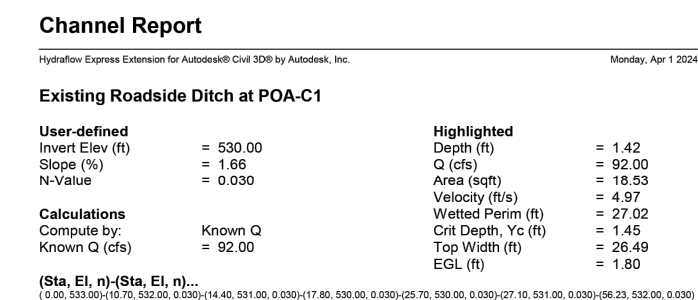 Channel Report
Hydraflow Express Extension for Autodesk® Civil 3D® by Autodesk, Inc.
Monday, Apr 1 2024
Existing Roadside Ditch at POA-C1
User-defined
Invert Elev (ft) = 530.00
Slope (%) = 1.66
N-Value = 0.030
Calculations
Compute by: Known Q
Known Q (cfs) = 92.00
Highlighted
Depth (ft) = 1.42
Q (cfs) = 92.00
Area (sqft) = 18.53
Velocity (ft/s) = 4.97
Wetted Perim (ft) = 27.02
Crit Depth, Yc (ft) = 1.45
Top Width (ft) = 26.49
EGL (ft) = 1.80
(Sta, El, n)-(Sta, El, n)...
( 0.00, 533.00)-(10.70, 532.00, 0.030)-(14.40, 531.00, 0.030)-(17.80, 530.00, 0.030)-(25.70, 530.00, 0.030)-(27.10, 531.00, 0.030)-(56.23, 532.00, 0.030)